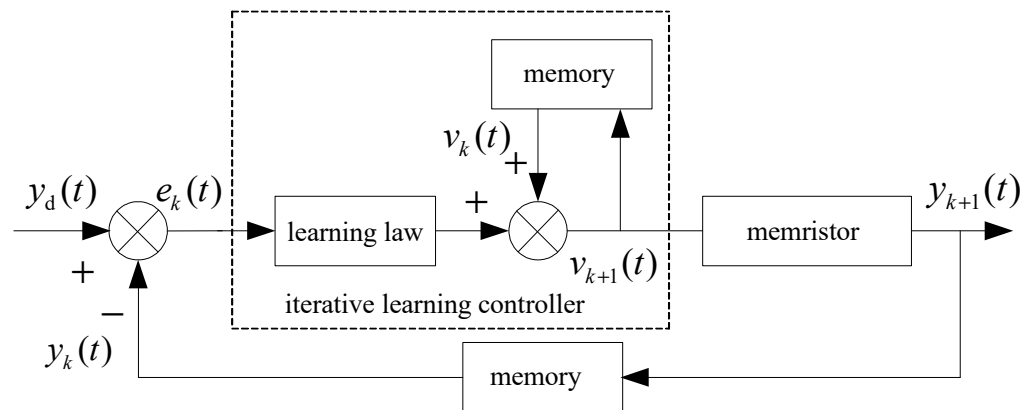 memory
v_k(t)
+
y_d(t)
e_k(t)
+
y_{k+1}(t)
learning law
memristor
+
v_{k+1}(t)
iterative learning controller
−
y_k(t)
memory